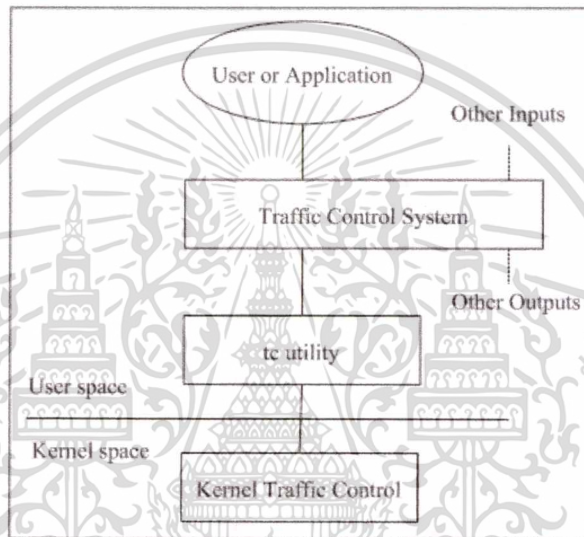 User or Application
Other Inputs
Traffic Control System
Other Outputs
tc utility
User space
Kernel space
Kernel Traffic Control